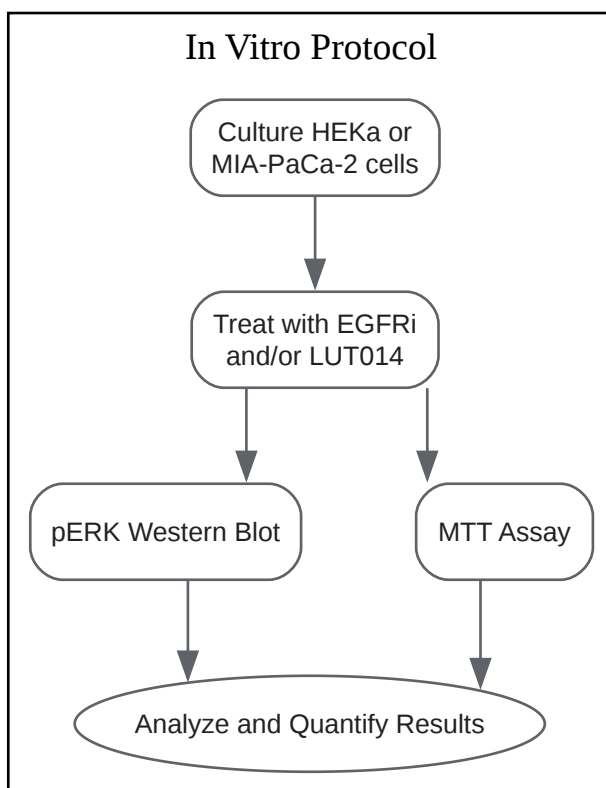 In Vitro Protocol
Culture HEKa or
MIA-PaCa-2 cells
Treat with EGFRi
and/or LUT014
pERK Western Blot
MTT Assay
Analyze and Quantify Results